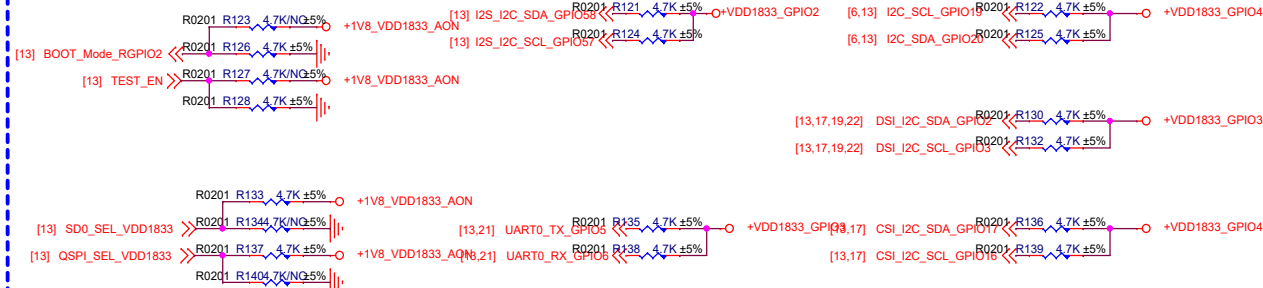 R0201 R123 4.7K/NC±5% +1V8_VDD1833_AON
[13] BOOT_Mode_RGPIO2 R0201 R126 4.7K ±5%
[13] TEST_EN R0201 R127 4.7K/NC±5% +1V8_VDD1833_AON
R0201 R128 4.7K ±5%
[13] I2S_I2C_SDA_GPIO58 R0201 R121 4.7K ±5% +VDD1833_GPIO2
[13] I2S_I2C_SCL_GPIO57 R0201 R124 4.7K ±5%
[6,13] I2C_SCL_GPIO19 R0201 R122 4.7K ±5% +VDD1833_GPIO4
[6,13] I2C_SDA_GPIO20 R0201 R125 4.7K ±5%
[13,17,19,22] DSI_I2C_SDA_GPIO2 R0201 R130 4.7K ±5% +VDD1833_GPIO3
[13,17,19,22] DSI_I2C_SCL_GPIO3 R0201 R132 4.7K ±5%
R0201 R133 4.7K ±5% +1V8_VDD1833_AON
[13] SD0_SEL_VDD1833 R0201 R134 4.7K/NC±5%
[13] QSPI_SEL_VDD1833 R0201 R137 4.7K ±5% +1V8_VDD1833_AON
R0201 R140 4.7K/NC±5%
[13,21] UART0_TX_GPIO5 R0201 R135 4.7K ±5% +VDD1833_GPIO3
[13,21] UART0_RX_GPIO6 R0201 R138 4.7K ±5%
[13,17] CSI_I2C_SDA_GPIO17 R0201 R136 4.7K ±5% +VDD1833_GPIO4
[13,17] CSI_I2C_SCL_GPIO16 R0201 R139 4.7K ±5%